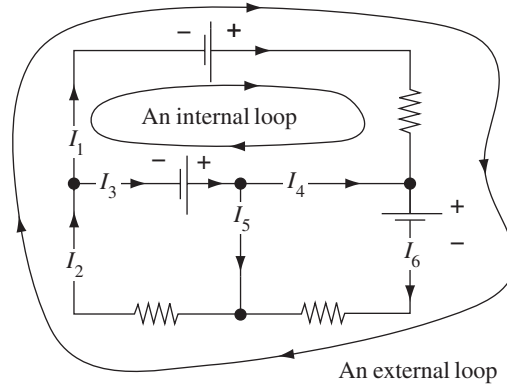 - +
An internal loop
I1
- +
I3
I4
I5
+
I2
I6
-
An external loop